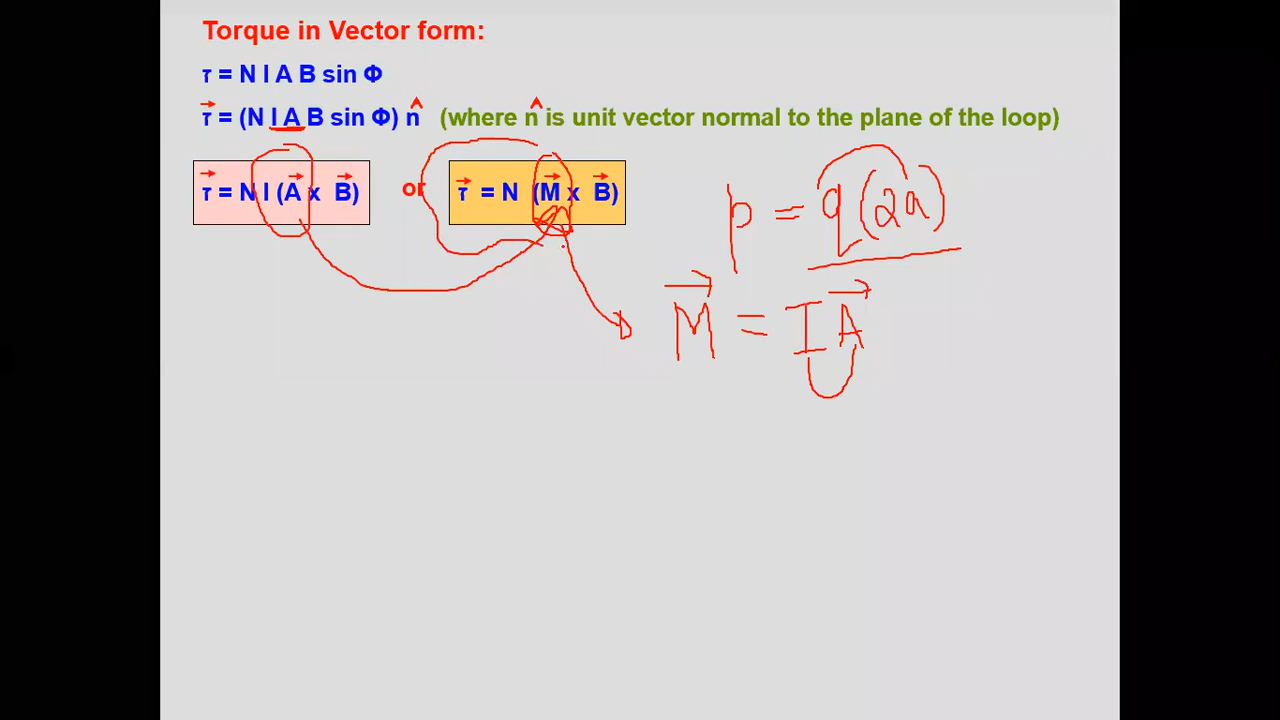 Torque in Vector form:
τ = N I A B sin Φ
τ⃗ = (N I A B sin Φ) n̂ (where n̂ is unit vector normal to the plane of the loop)
τ⃗ = N I (A⃗ x B⃗) or τ⃗ = N (M⃗ x B⃗)
p = q(2a)
M⃗ = IA⃗